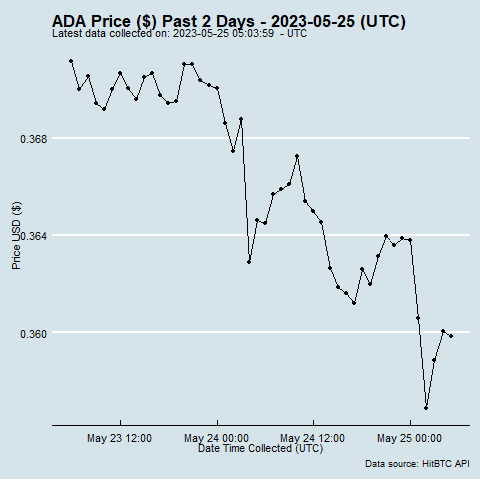 ADA Price ($) Past 2 Days - 2023-05-25 (UTC)
Latest data collected on: 2023-05-25 05:03:59  - UTC
0.368
0.364
0.360
Price USD ($)
May 23 12:00
May 24 00:00
May 24 12:00
May 25 00:00
Date Time Collected (UTC)
Data source: HitBTC API